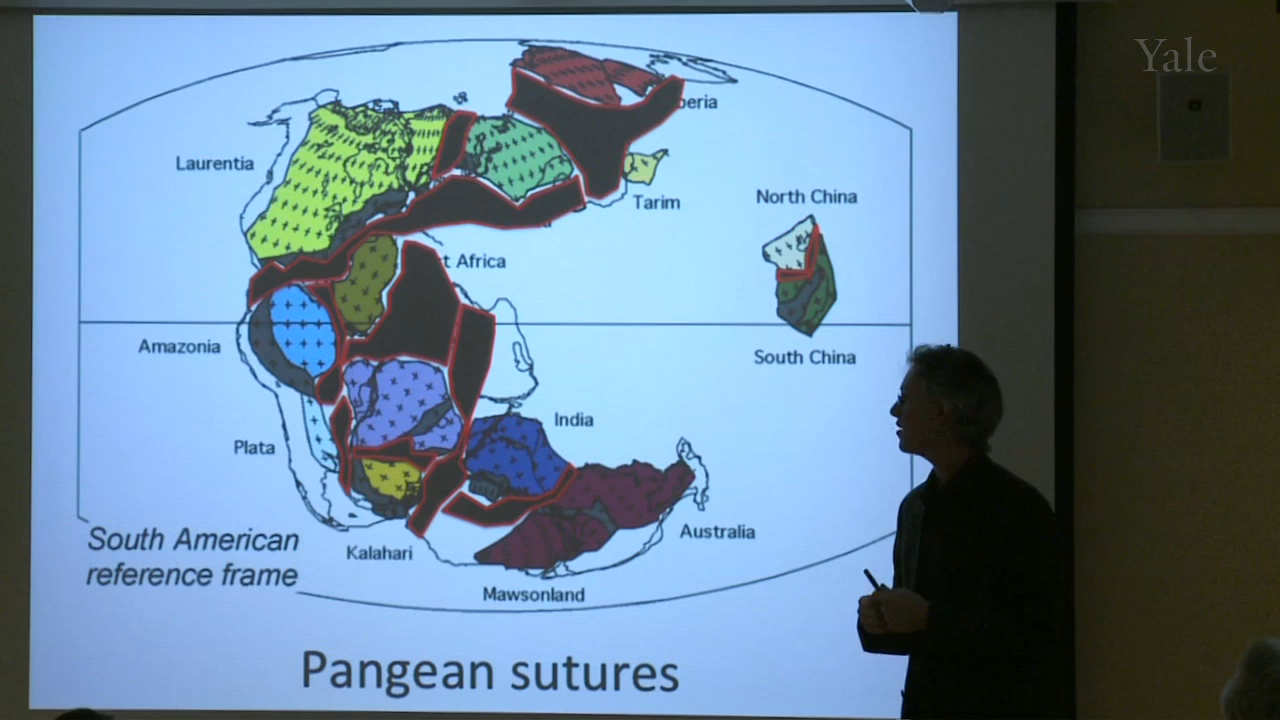 Yale
beria
Laurentia
North China
Tarim
t Africa
Amazonia
South China
India
Plata
Australia
South American
reference frame
Kalahari
Mawsonland
Pangean sutures